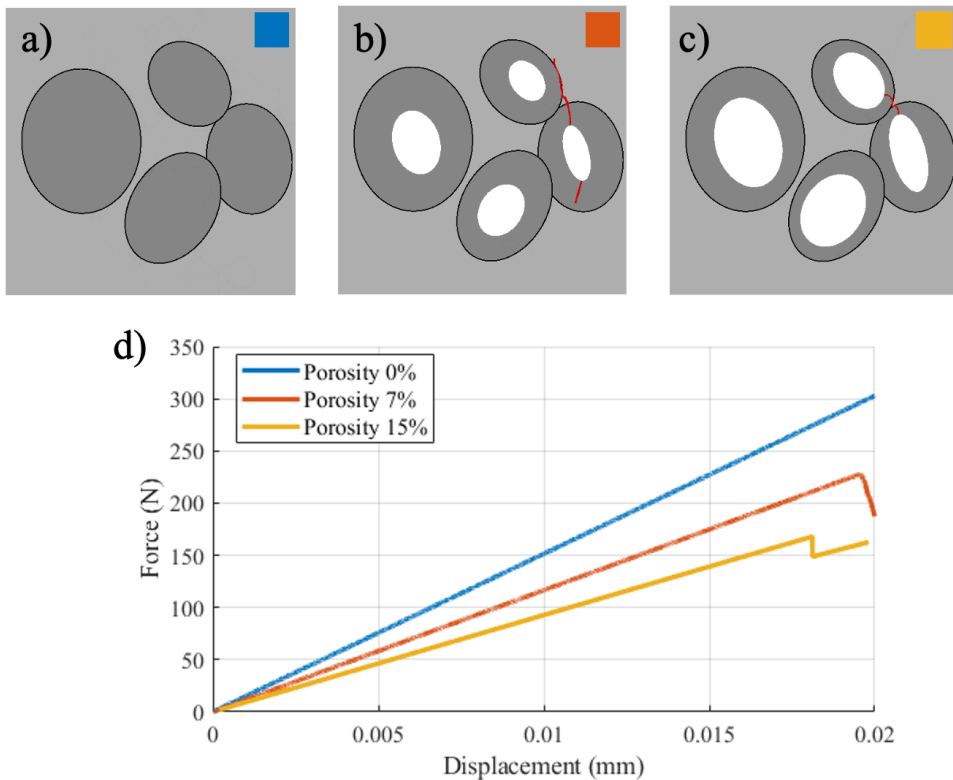 a)
b)
c)
d)
350
300
250
200
150
100
50
0
Force (N)
Porosity 0%
Porosity 7%
Porosity 15%
0
0.005
0.01
0.015
0.02
Displacement (mm)